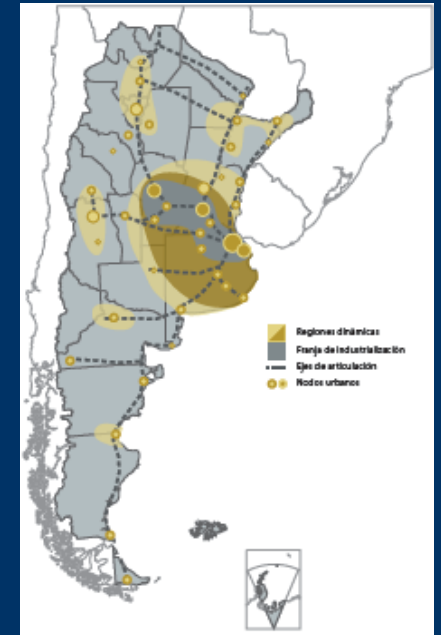 Regiones dinámicas
Franja de industrialización
Ejes de articulación
Nodos urbanos